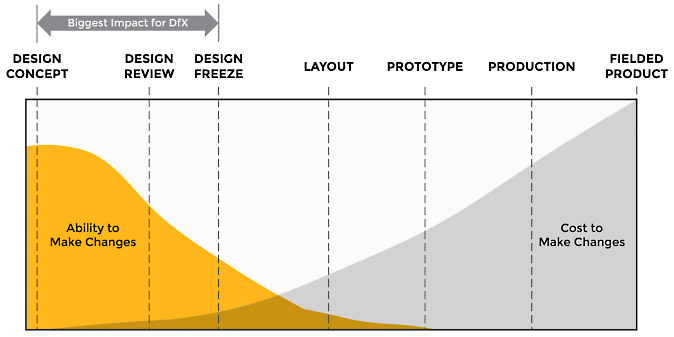 Biggest Impact for DfX
DESIGN
CONCEPT
DESIGN
REVIEW
DESIGN
FREEZE
LAYOUT
PROTOTYPE
PRODUCTION
FIELDED
PRODUCT
Ability to
Make Changes
Cost to
Make Changes